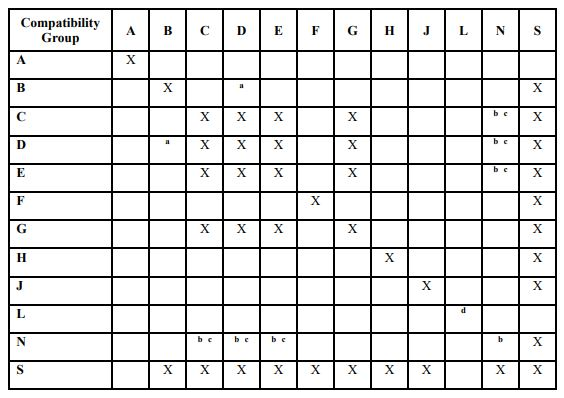 Compatibility Group A B C D E F G H J L N S
A X
B X a X
C X X X X b c X
D a X X X X b c X
E X X X X b c X
F X X
G X X X X X
H X X
J X X
L d
N b c b c b c b X
S X X X X X X X X X X